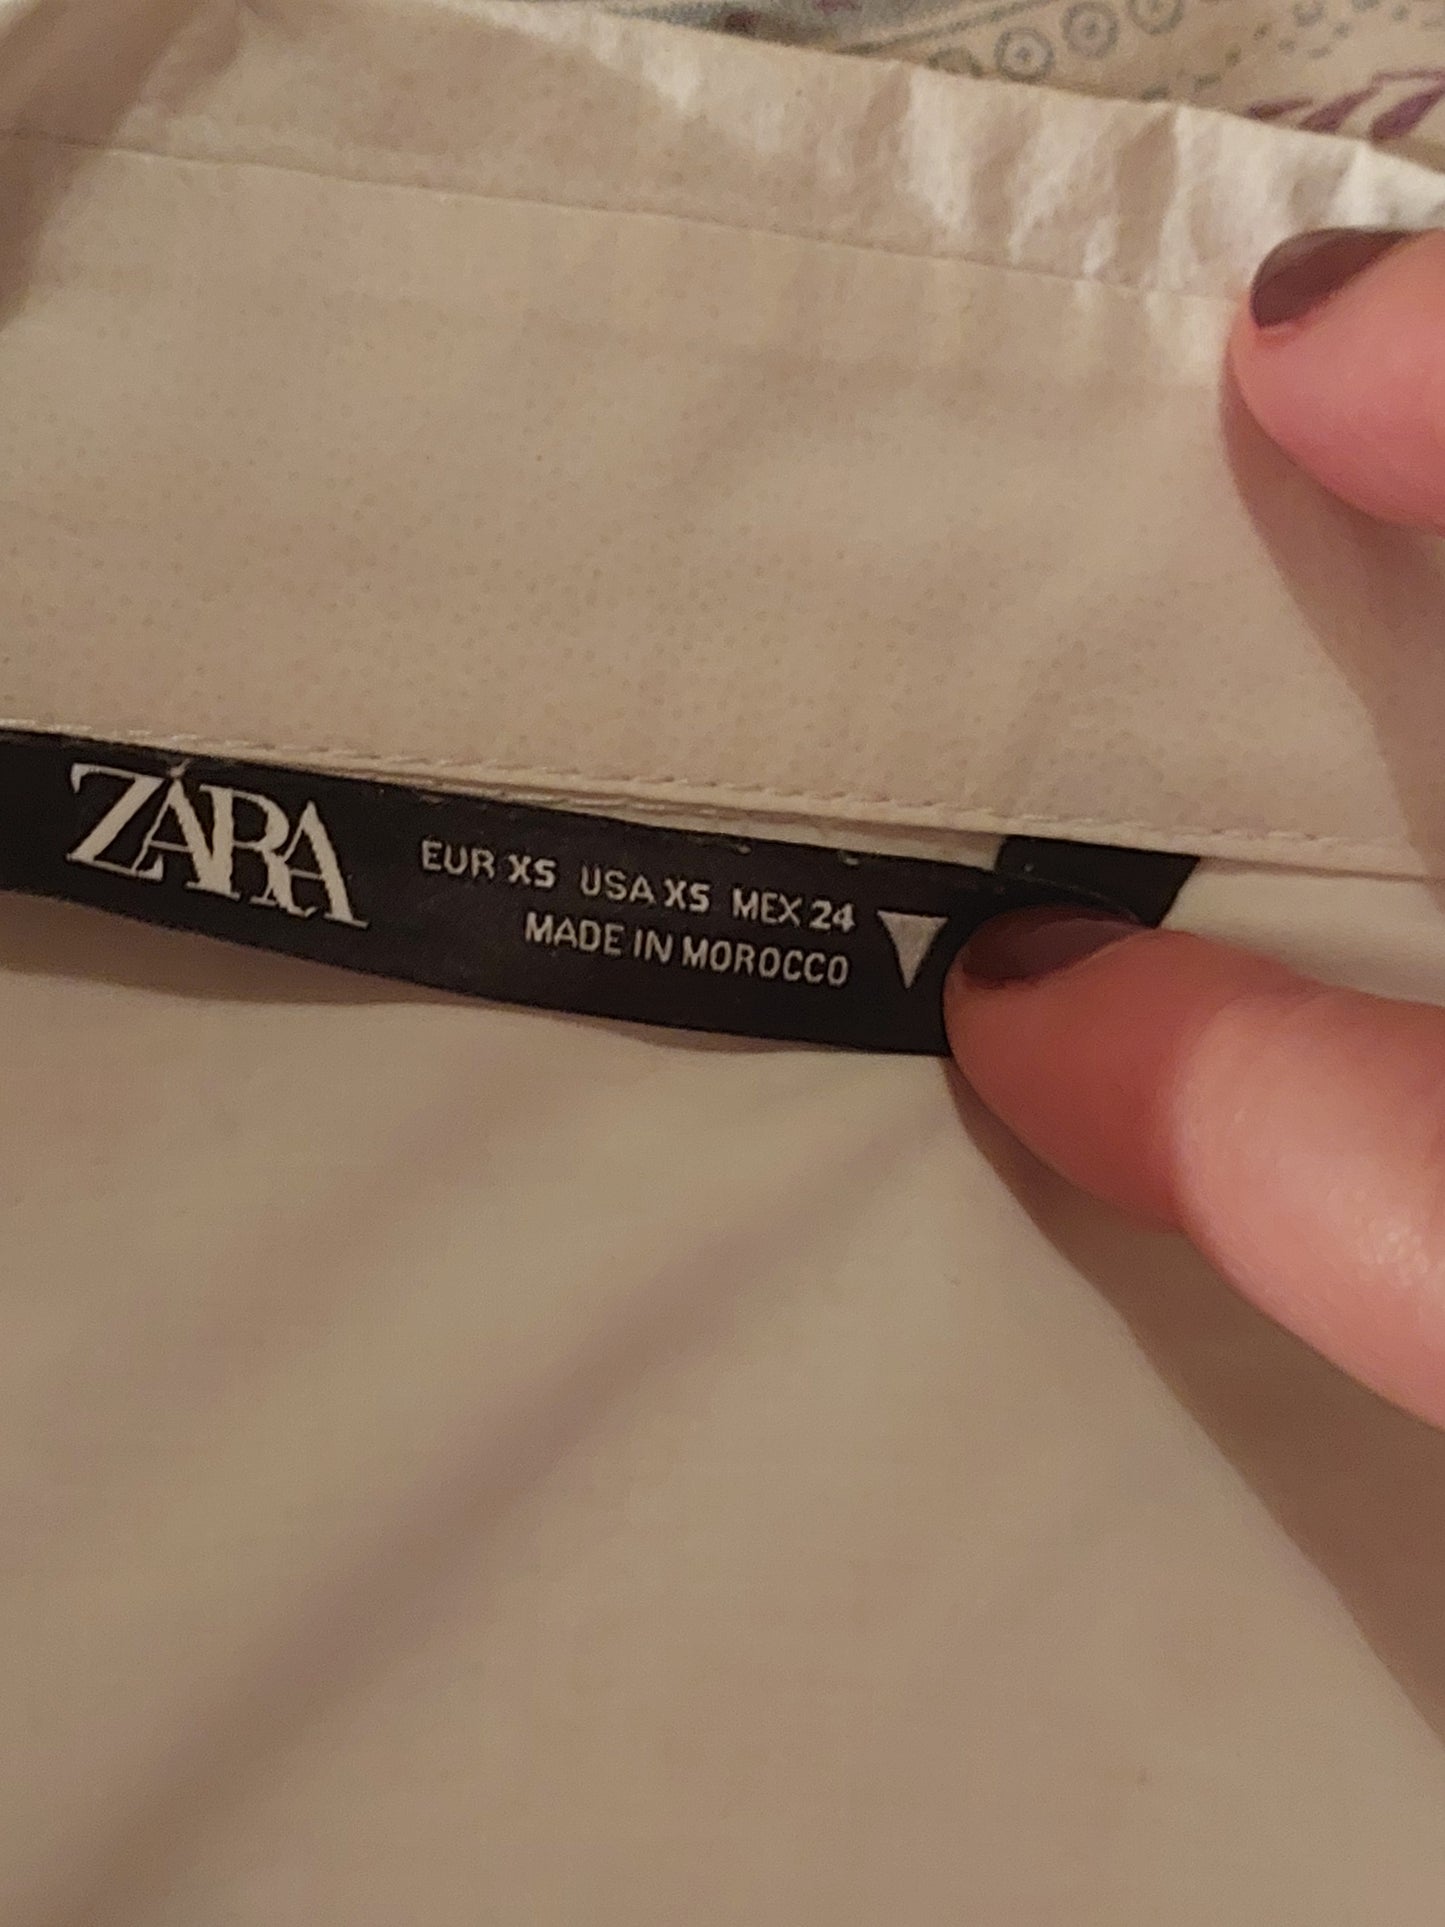 ZARA
EUR XS USA XS MEX 24
MADE IN MOROCCO